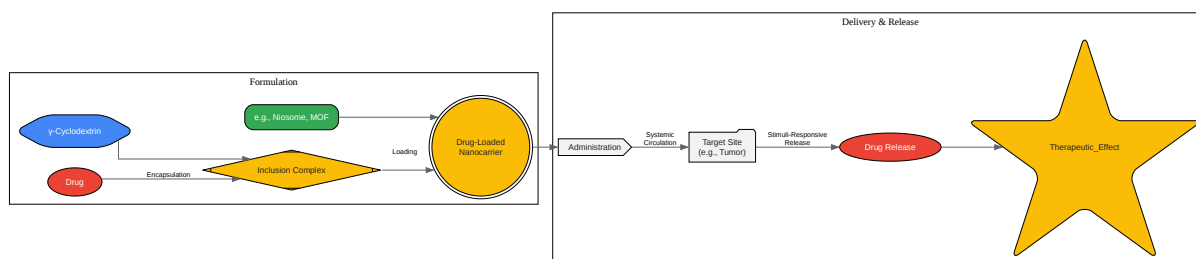 Delivery & Release
Formulation
γ-Cyclodextrin
e.g., Niosome, MOF
Drug
Encapsulation
Inclusion Complex
Loading
Drug-Loaded
Nanocarrier
Administration
Systemic
Circulation
Target Site
(e.g., Tumor)
Stimuli-Responsive
Release
Drug Release
Therapeutic_Effect